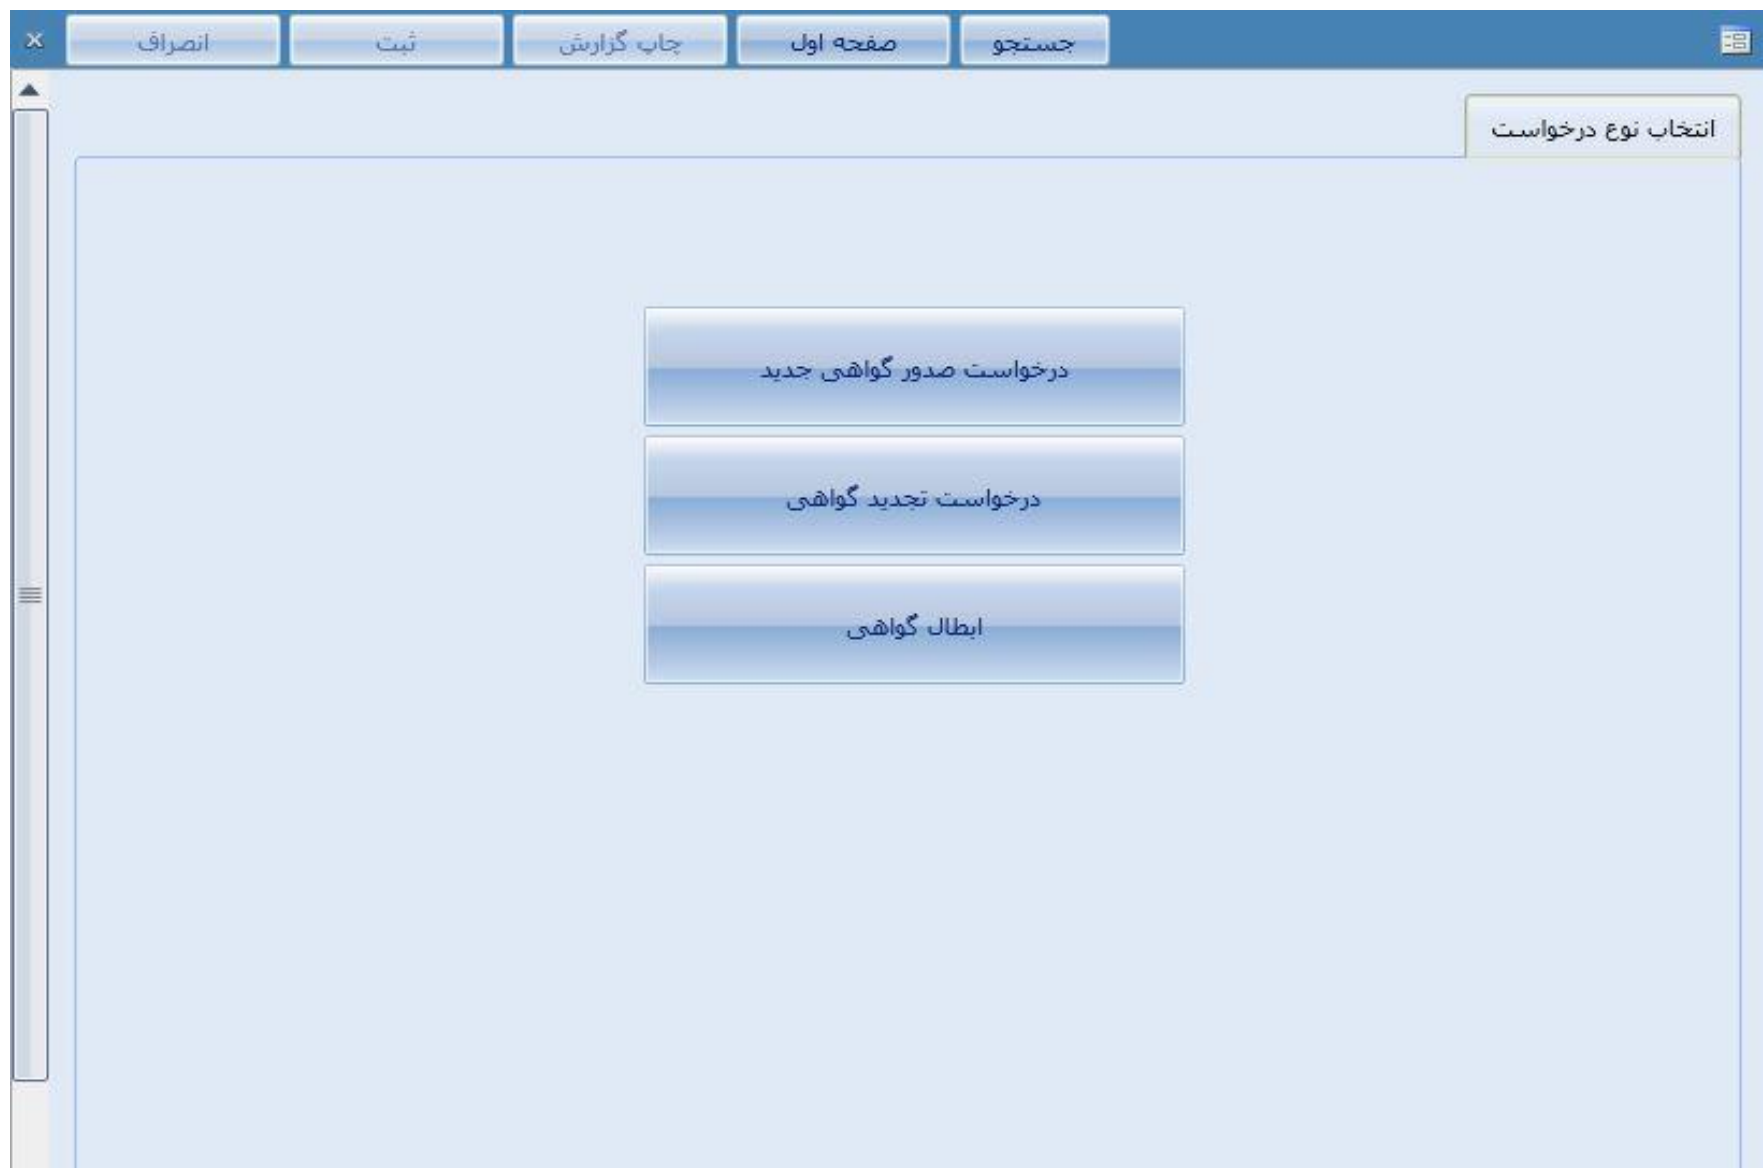 جستجو
صفحه اول
چاپ گزارش
ثبت
انصراف
انتخاب نوع درخواست
درخواست صدور گواهی جدید
درخواست تجدید گواهی
ابطال گواهی